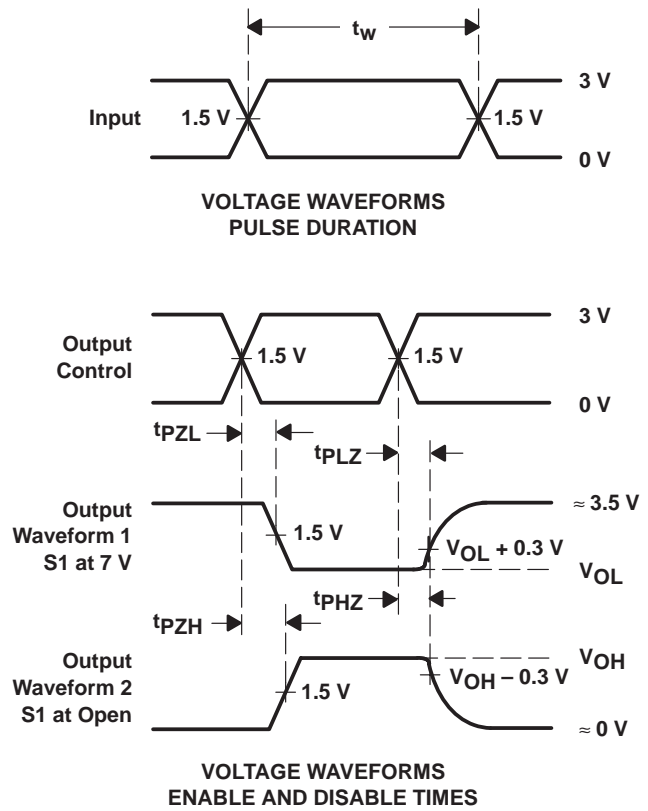 tw
Input
1.5 V
1.5 V
3 V
0 V
VOLTAGE WAVEFORMS
PULSE DURATION
Output
Control
1.5 V
1.5 V
3 V
0 V
tPZL
tPLZ
Output
Waveform 1
S1 at 7 V
1.5 V
VOL + 0.3 V
≈ 3.5 V
VOL
tPZH
tPHZ
Output
Waveform 2
S1 at Open
1.5 V
VOH – 0.3 V
VOH
≈ 0 V
VOLTAGE WAVEFORMS
ENABLE AND DISABLE TIMES